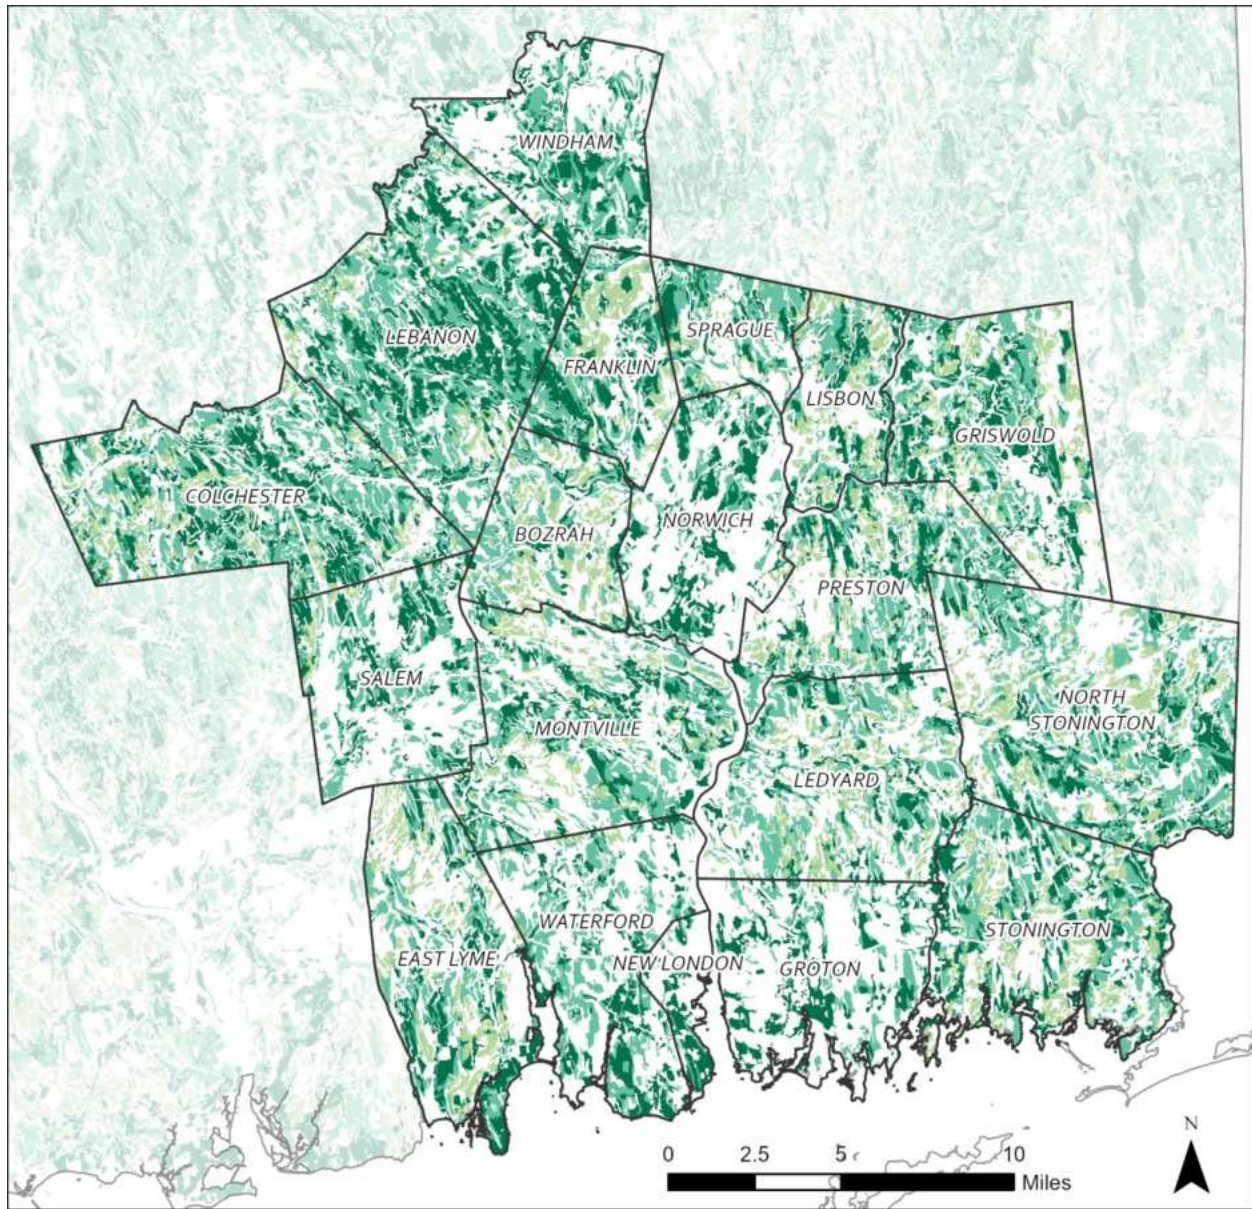 WINDHAM
LEBANON
FRANKLIN
SPRAGUE
LISBON
GRISWOLD
COLCHESTER
BOZRAH
NORWICH
PRESTON
SALEM
MONTVILLE
NORTH
STONINGTON
LEDYARD
WATERFORD
EAST LYME
NEW LONDON
GROTON
STONINGTON
N
0 2.5 5 10
Miles